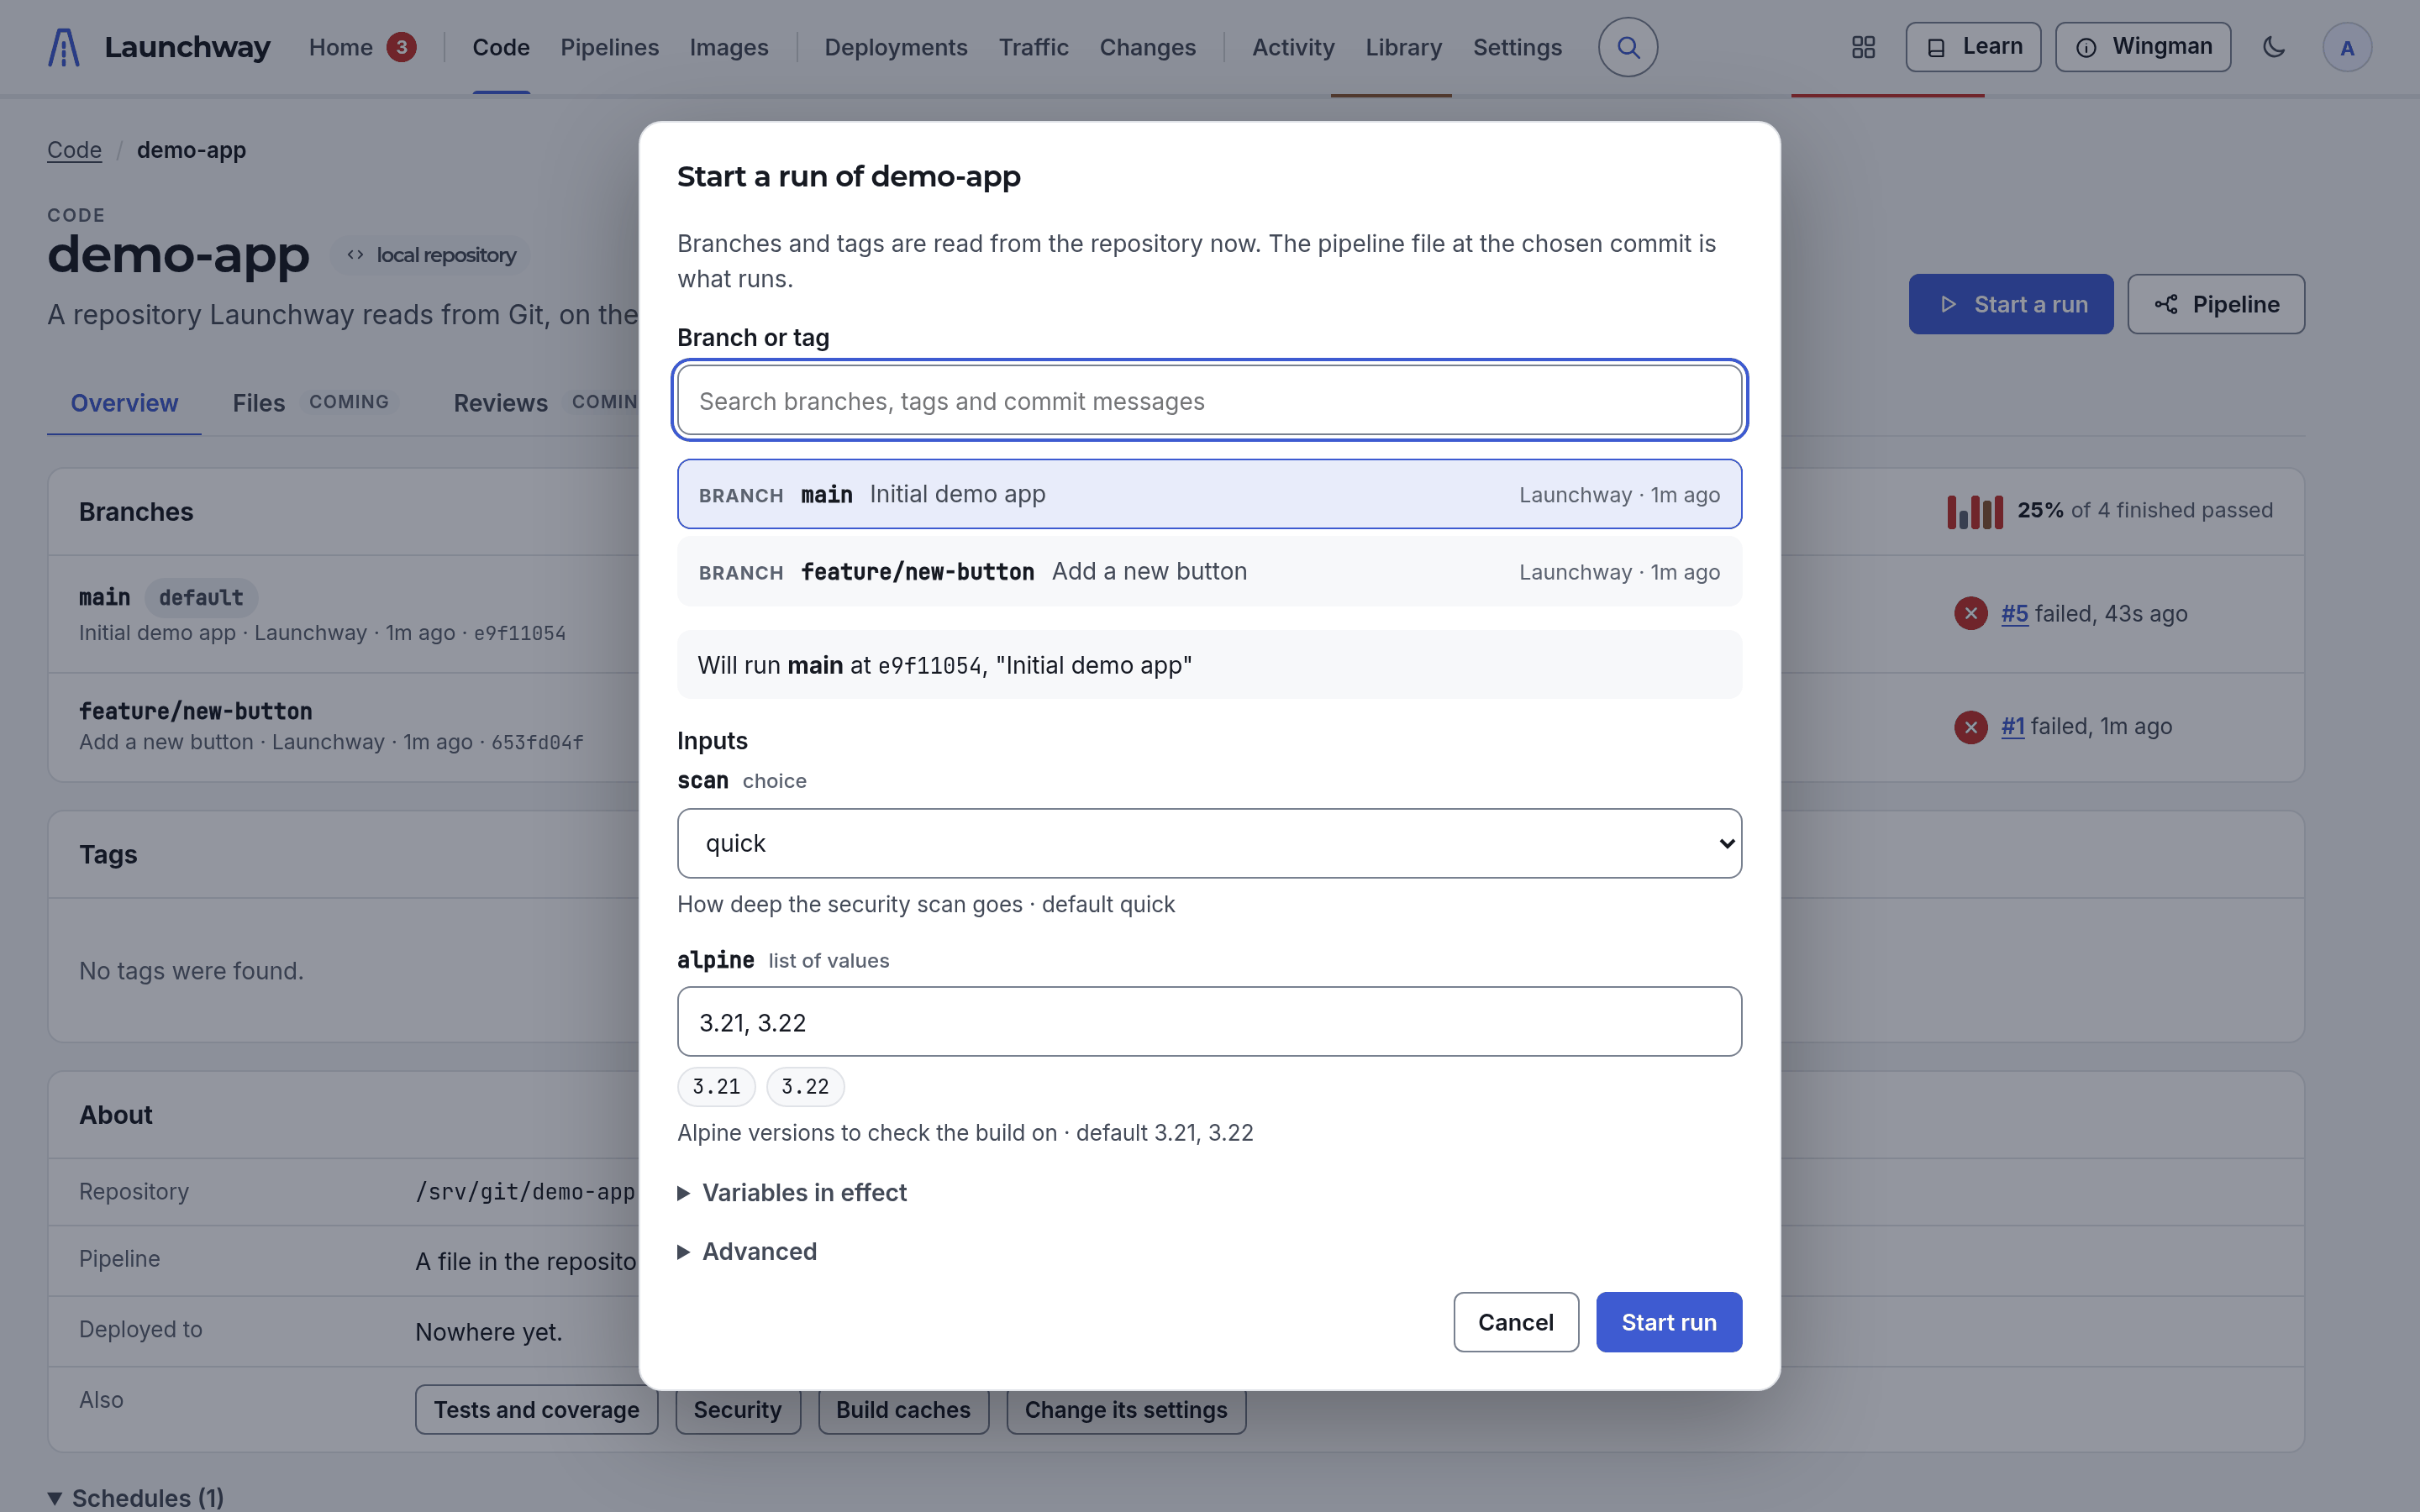 Launchway Home 3 Code Pipelines Images Deployments Traffic Changes Activity Library Settings Learn Wingman A
Code / demo-app
CODE
demo-app local repository
A repository Launchway reads from Git, on the
Start a run Pipeline
Overview Files COMING Reviews COMIN
Branches
25% of 4 finished passed
main default
Initial demo app · Launchway · 1m ago · e9f11054
#5 failed, 43s ago
feature/new-button
Add a new button · Launchway · 1m ago · 653fd04f
#1 failed, 1m ago
Tags
No tags were found.
About
Repository /srv/git/demo-app
Pipeline A file in the reposito
Deployed to Nowhere yet.
Also Tests and coverage Security Build caches Change its settings
Schedules (1)
Start a run of demo-app
Branches and tags are read from the repository now. The pipeline file at the chosen commit is
what runs.
Branch or tag
Search branches, tags and commit messages
BRANCH main Initial demo app Launchway · 1m ago
BRANCH feature/new-button Add a new button Launchway · 1m ago
Will run main at e9f11054, "Initial demo app"
Inputs
scan choice
quick
How deep the security scan goes · default quick
alpine list of values
3.21, 3.22
3.21 3.22
Alpine versions to check the build on · default 3.21, 3.22
Variables in effect
Advanced
Cancel Start run